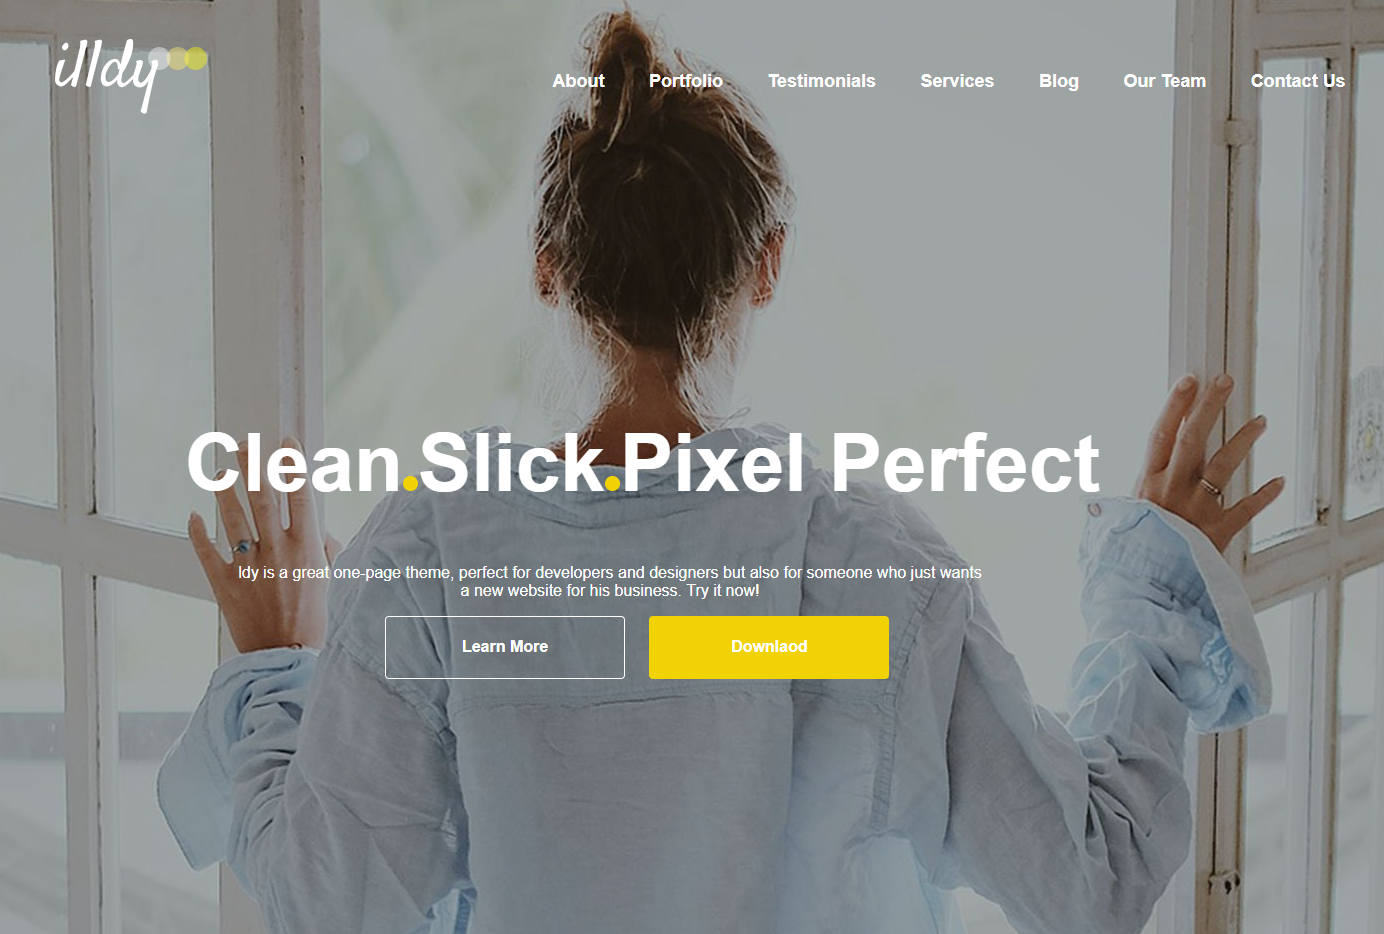 illdy
About Portfolio Testimonials Services Blog Our Team Contact Us
Clean.Slick.Pixel Perfect
ldy is a great one-page theme, perfect for developers and designers but also for someone who just wants
a new website for his business. Try it now!
Learn More Downlaod